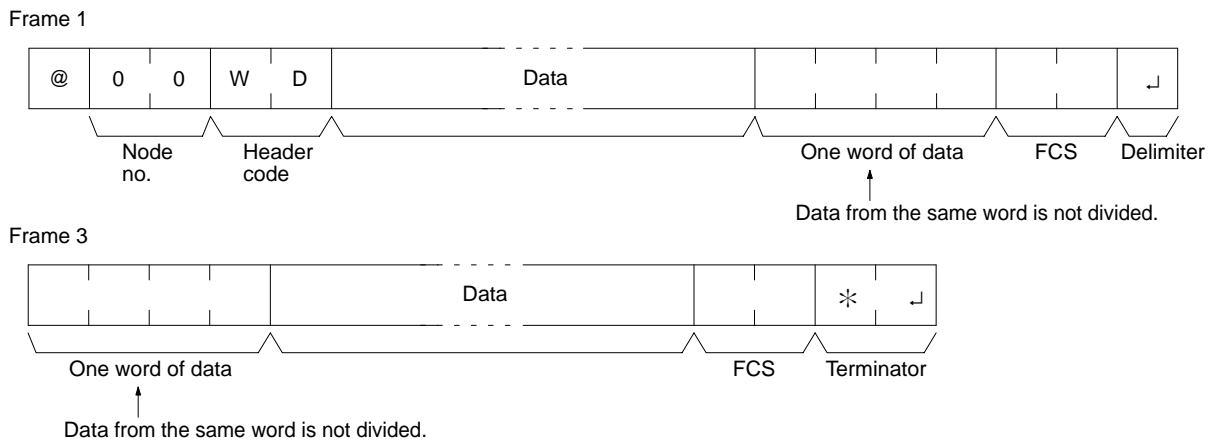 Frame 1
@ 0 0 W D Data ↵
Node no. Header code One word of data FCS Delimiter
Data from the same word is not divided.
Frame 3
Data * ↵
One word of data FCS Terminator
Data from the same word is not divided.